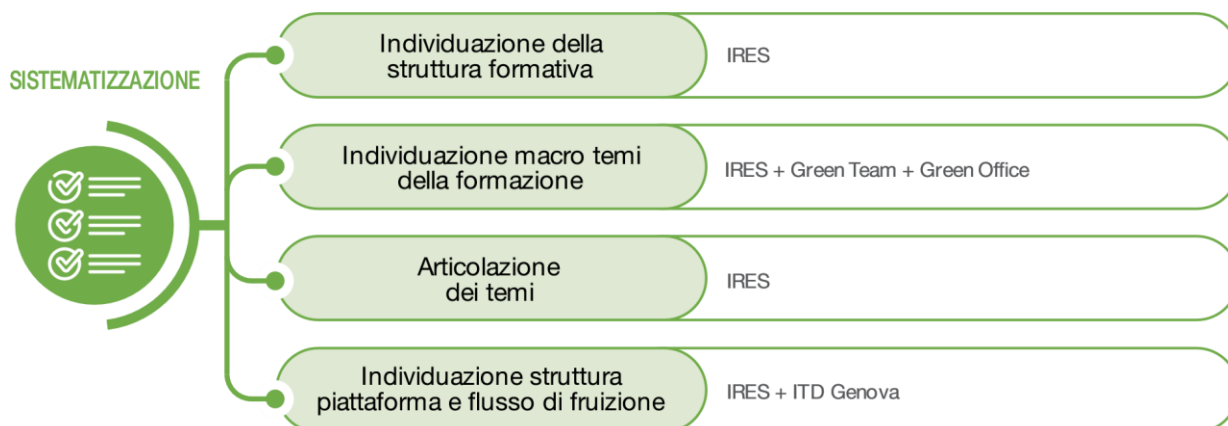 SISTEMATIZZAZIONE
Individuazione della
struttura formativa
IRES
Individuazione macro temi
della formazione
IRES + Green Team + Green Office
Articolazione
dei temi
IRES
Individuazione struttura
piattaforma e flusso di fruizione
IRES + ITD Genova